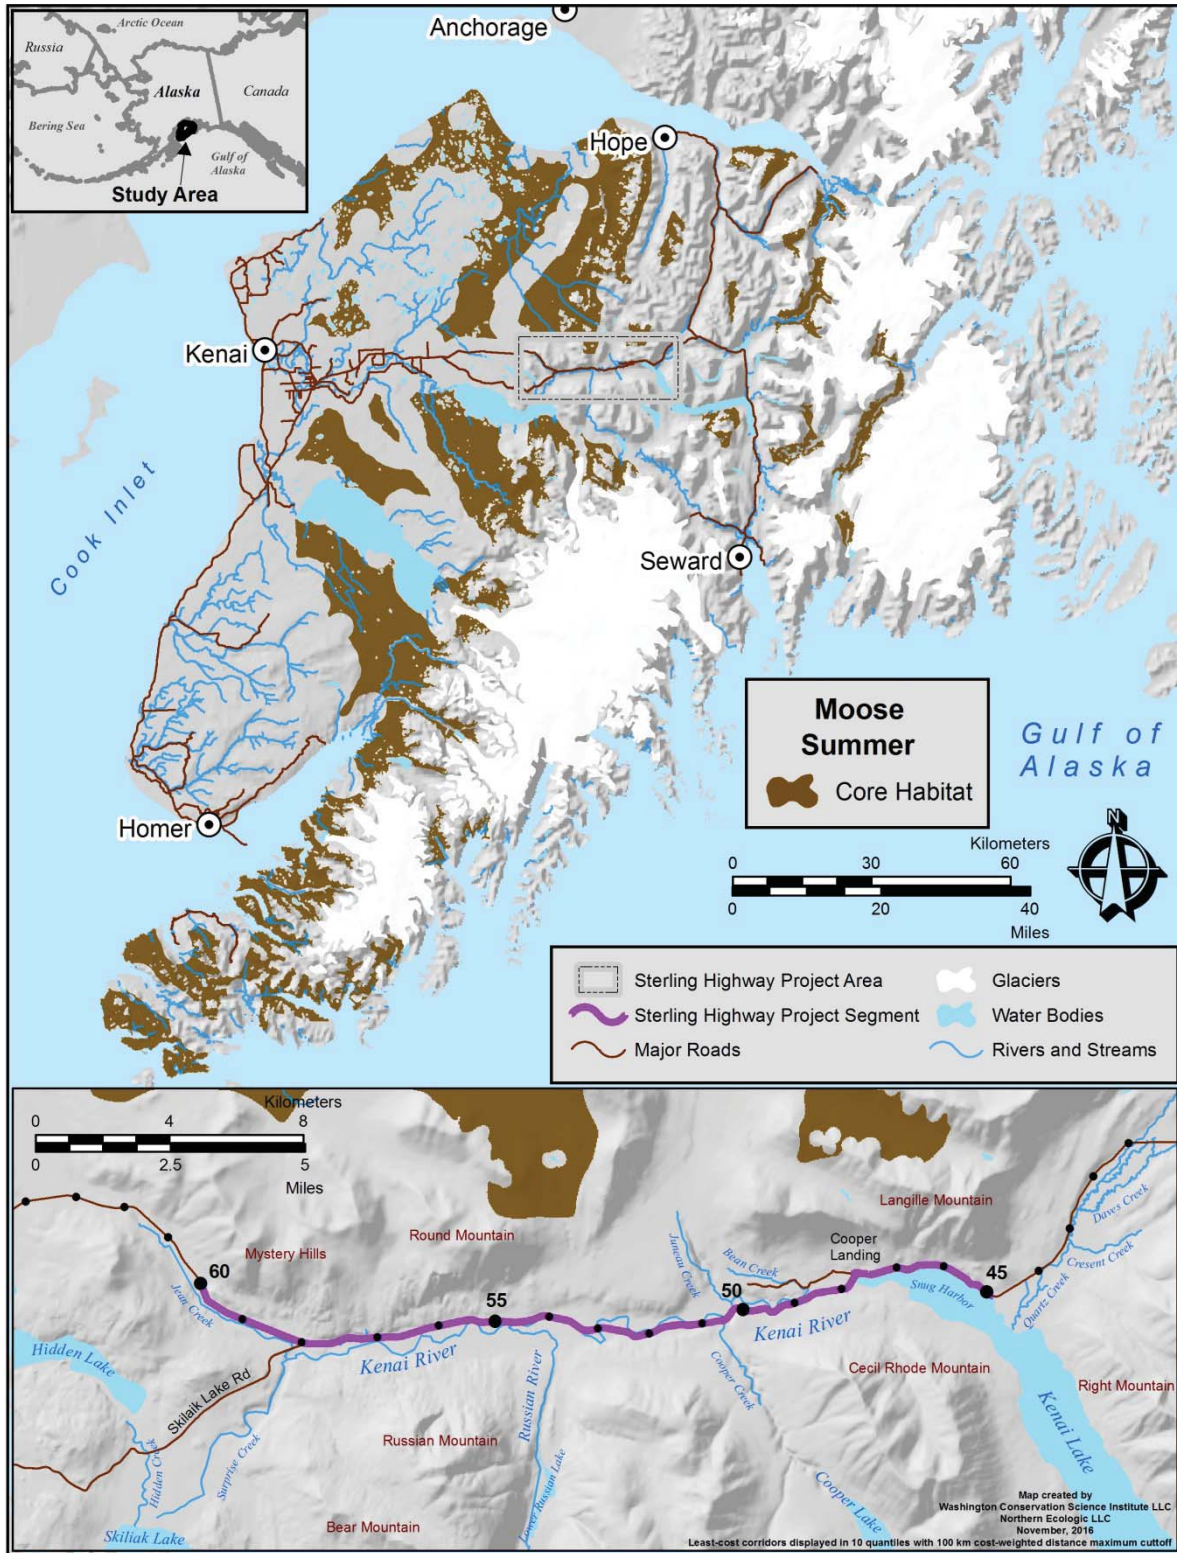 Arctic Ocean
Russia
Alaska
Canada
Bering Sea
Gulf of
Alaska
Study Area
Anchorage
Hope
Kenai
Cook Inlet
Seward
Homer
Gulf of
Alaska
Moose
Summer
Core Habitat
N
Kilometers
0 30 60
0 20 40
Miles
Sterling Highway Project Area
Sterling Highway Project Segment
Major Roads
Glaciers
Water Bodies
Rivers and Streams
Kilometers
0 4 8
0 2.5 5
Miles
Mystery Hills
Round Mountain
Langille Mountain
Cooper
Landing
Juneau Creek
Bean Creek
Daves Creek
Cresent Creek
Quartz Creek
60
55
50
45
Jean Creek
Snug Harbor
Kenai River
Kenai River
Hidden Lake
Skilaik Lake Rd
Russian River
Cooper Creek
Cecil Rhode Mountain
Right Mountain
Kenai Lake
Hidden Creek
Surprise Creek
Russian Mountain
Lower Russian Lake
Cooper Lake
Skiliak Lake
Bear Mountain
Map created by
Washington Conservation Science Institute LLC
Northern Ecologic LLC
November, 2016
Least-cost corridors displayed in 10 quantiles with 100 km cost-weighted distance maximum cuttoff